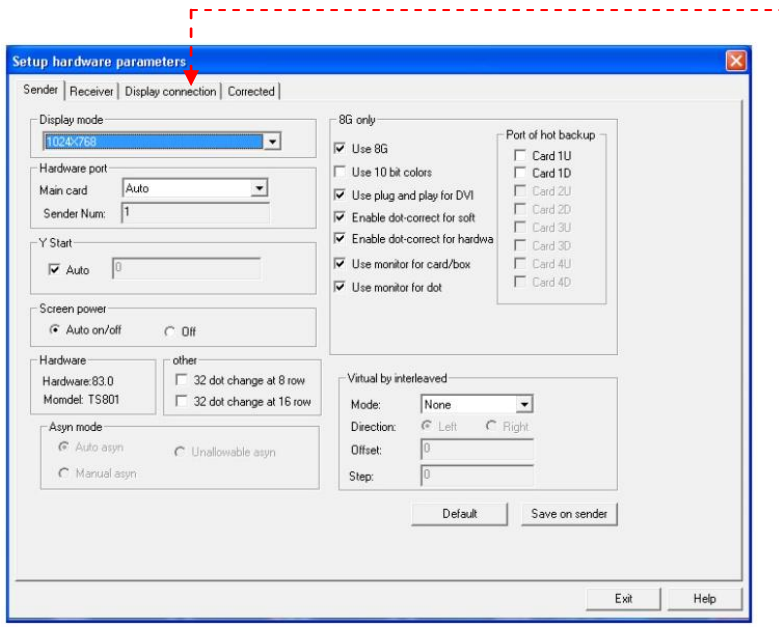 Setup hardware parameters
Sender Receiver Display connection Corrected
Display mode
1024X768
Hardware port
Main card Auto
Sender Num: 1
Y Start
Auto 0
Screen power
Auto on/off Off
Hardware
Hardware:83.0
Momdel: TS801
other
32 dot change at 8 row
32 dot change at 16 row
Asyn mode
Auto asyn Unallowable asyn
Manual asyn
8G only
Use 8G
Use 10 bit colors
Use plug and play for DVI
Enable dot-correct for soft
Enable dot-correct for hardwa
Use monitor for card/box
Use monitor for dot
Port of hot backup
Card 1U
Card 1D
Card 2U
Card 2D
Card 3U
Card 3D
Card 4U
Card 4D
Virtual by interleaved
Mode: None
Direction: Left Right
Offset: 0
Step: 0
Default Save on sender
Exit Help